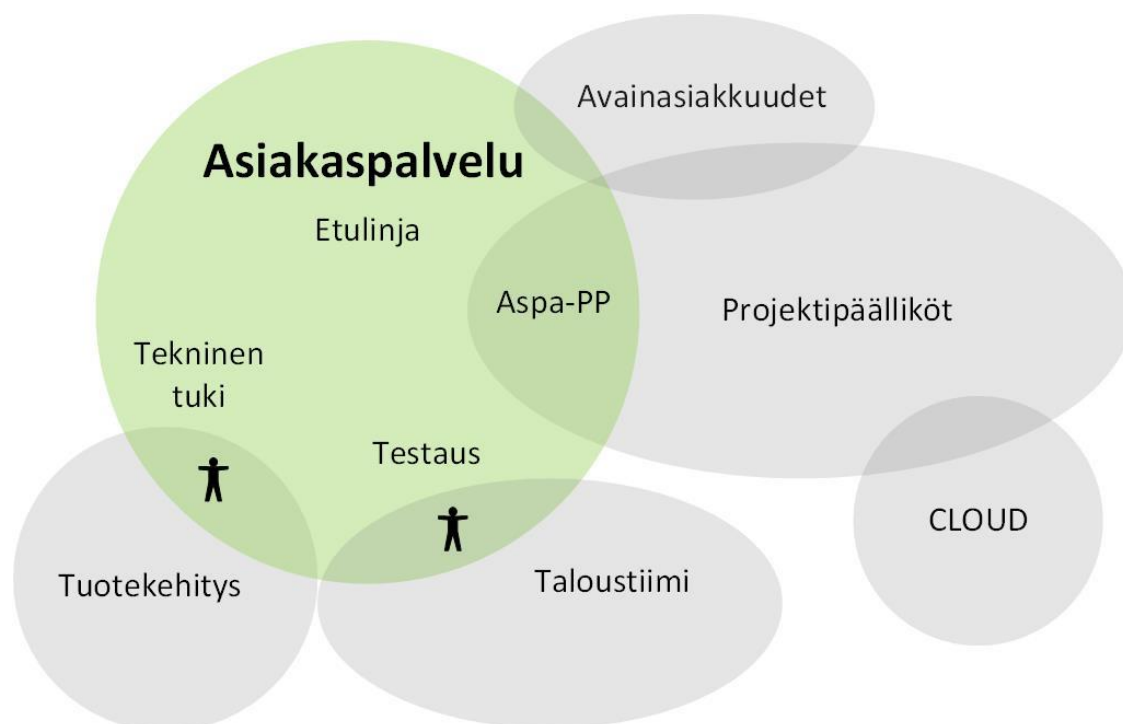 Avainasiakkuudet
Asiakaspalvelu
Etulinja
Aspa-PP
Projektipäälliköt
Tekninen
tuki
Testaus
CLOUD
Tuotekehitys
Taloustiimi